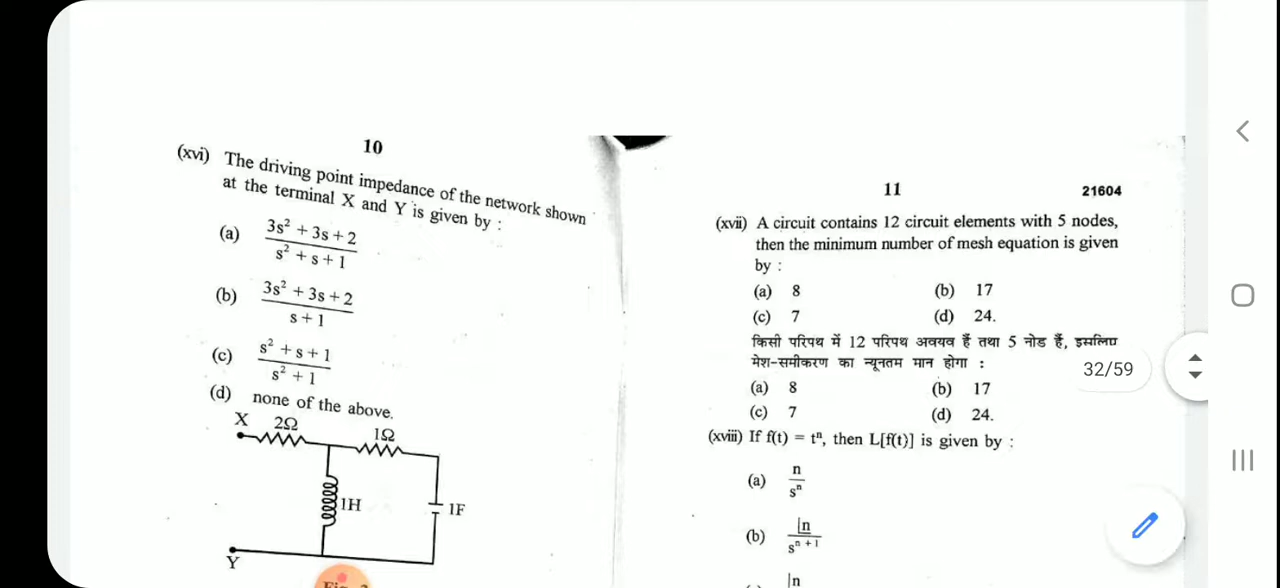 10
(xvi) The driving point impedance of the network shown
at the terminal X and Y is given by :
(a) 3s² + 3s + 2
s² + s + 1
(b) 3s² + 3s + 2
s + 1
(c) s² + s + 1
s² + 1
(d) none of the above.
X 2Ω 1Ω
1H 1F
Y
11 21604
(xvii) A circuit contains 12 circuit elements with 5 nodes,
then the minimum number of mesh equation is given
by :
(a) 8 (b) 17
(c) 7 (d) 24.
किसी परिपथ में 12 परिपथ अवयव हैं तथा 5 नोड हैं, इसलिए
मेश-समीकरण का न्यूनतम मान होगा :
(a) 8 (b) 17
(c) 7 (d) 24.
(xviii) If f(t) = tⁿ, then L[f(t)] is given by :
(a) n
sⁿ
(b) |n
sⁿ⁺¹
|n
32/59